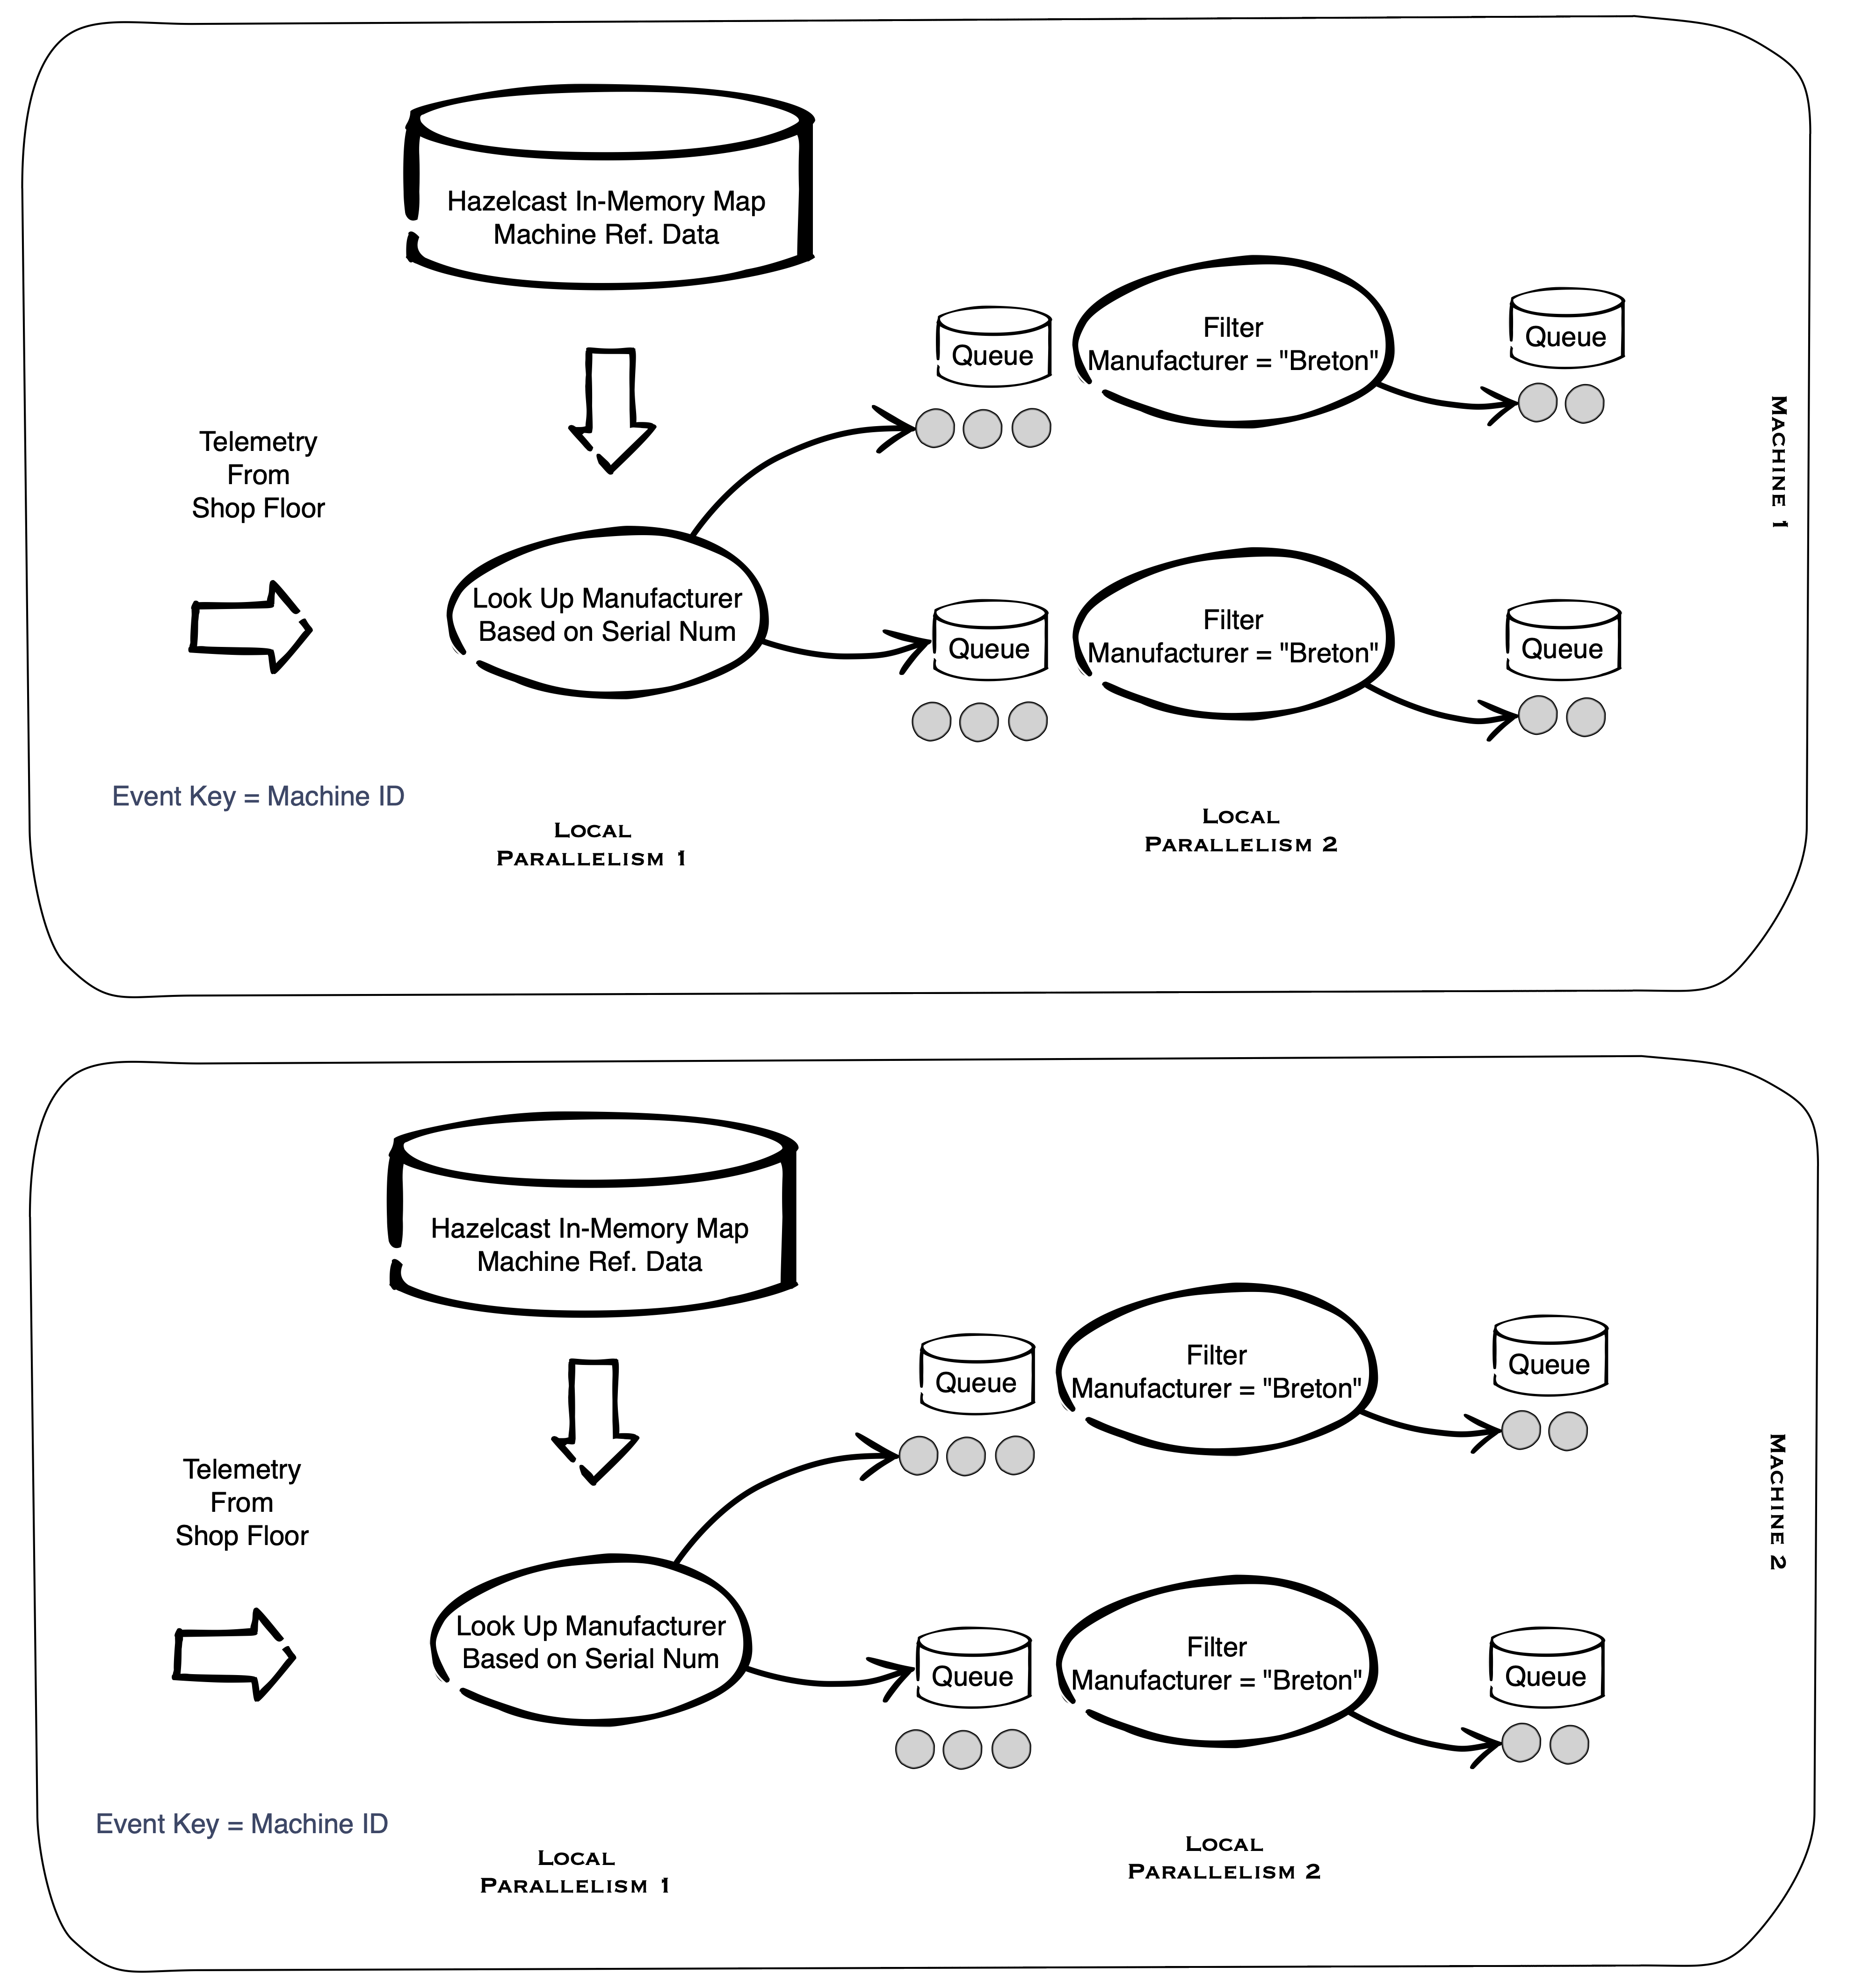 Hazelcast In-Memory Map
Machine Ref. Data
Telemetry
From
Shop Floor
Look Up Manufacturer
Based on Serial Num
Queue
Filter
Manufacturer = "Breton"
Queue
Queue
Filter
Manufacturer = "Breton"
Queue
Machine 1
Event Key = Machine ID
Local
Parallelism 1
Local
Parallelism 2
Hazelcast In-Memory Map
Machine Ref. Data
Telemetry
From
Shop Floor
Look Up Manufacturer
Based on Serial Num
Queue
Filter
Manufacturer = "Breton"
Queue
Queue
Filter
Manufacturer = "Breton"
Queue
Machine 2
Event Key = Machine ID
Local
Parallelism 1
Local
Parallelism 2